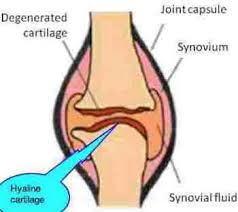 Degenerated
cartilage
Joint capsule
Synovium
Hyaline
cartilage
Synovial fluid